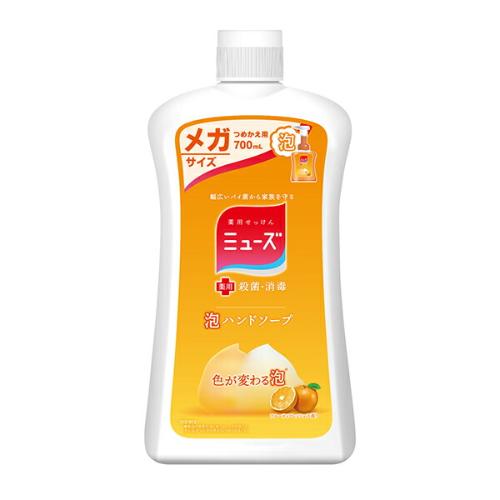 メガ
サイズ
つめかえ用
700mL
泡
幅広いバイ菌から家族を守る
薬用せっけん
ミューズ
薬用 殺菌・消毒
泡ハンドソープ
色が変わる泡